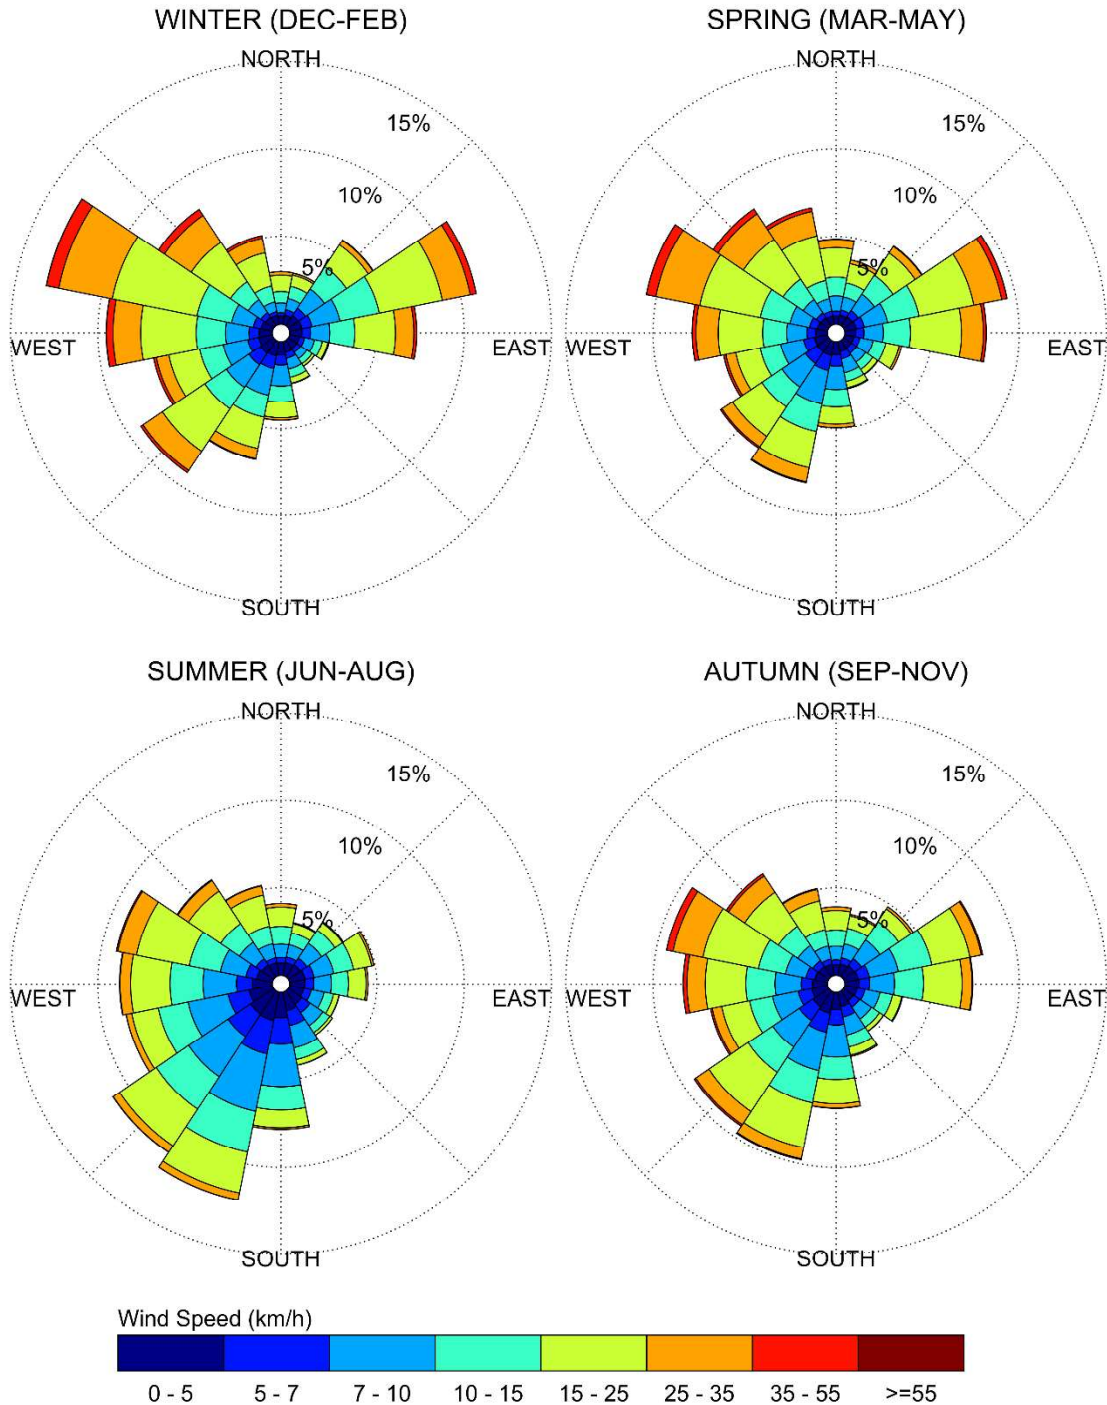 WINTER (DEC-FEB)
NORTH
15%
10%
5%
WEST
EAST
SOUTH
SPRING (MAR-MAY)
NORTH
15%
10%
5%
WEST
EAST
SOUTH
SUMMER (JUN-AUG)
NORTH
15%
10%
5%
WEST
EAST
SOUTH
AUTUMN (SEP-NOV)
NORTH
15%
10%
5%
WEST
EAST
SOUTH
Wind Speed (km/h)
0 - 5 5 - 7 7 - 10 10 - 15 15 - 25 25 - 35 35 - 55 >=55